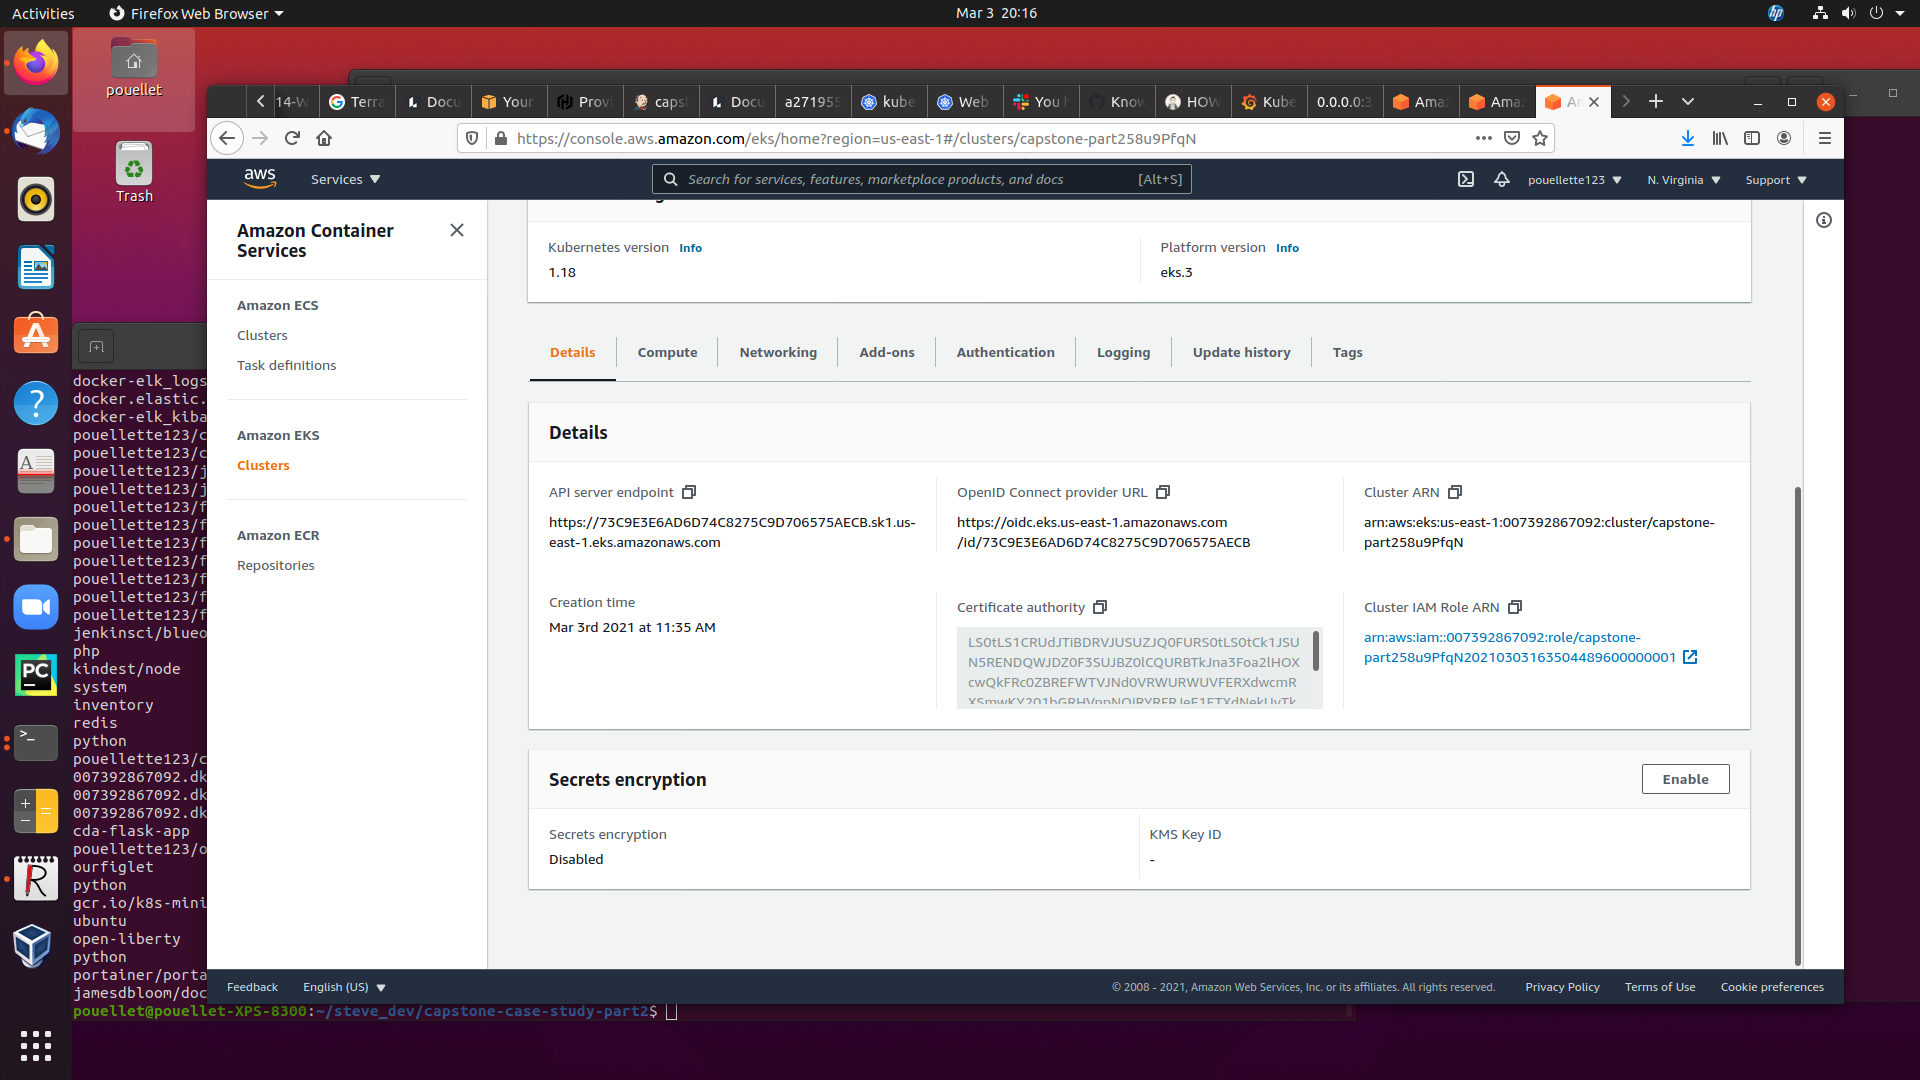 Activities
Firefox Web Browser
Mar 3 20:16
hp
pouellet
Trash
14-W
Terra
Docu
Your
Provi
caps
Docu
a271955
kube
Web
You h
Know
HOW
Kube
0.0.0.0:3
Amaz
Amaz
An
https://console.aws.amazon.com/eks/home?region=us-east-1#/clusters/capstone-part258u9PfqN
aws
Services
Search for services, features, marketplace products, and docs
[Alt+S]
pouellette123
N. Virginia
Support
Amazon Container
Services
Amazon ECS
Clusters
Task definitions
Amazon EKS
Clusters
Amazon ECR
Repositories
Kubernetes version Info
1.18
Platform version Info
eks.3
Details
Compute
Networking
Add-ons
Authentication
Logging
Update history
Tags
Details
API server endpoint
https://73C9E3E6AD6D74C8275C9D706575AECB.sk1.us-
east-1.eks.amazonaws.com
OpenID Connect provider URL
https://oidc.eks.us-east-1.amazonaws.com
/id/73C9E3E6AD6D74C8275C9D706575AECB
Cluster ARN
arn:aws:eks:us-east-1:007392867092:cluster/capstone-
part258u9PfqN
Creation time
Mar 3rd 2021 at 11:35 AM
Certificate authority
LS0tLS1CRUdJTiBDRVJUSUZJQ0FURS0tLS0tCk1JSU
N5RENDQWJDZ0F3SUJBZ0lCQURBTkJna3Foa2lHOX
cwQkFRc0ZBREFWTVJNd0VRWURWUVFERXdwcmR
Cluster IAM Role ARN
arn:aws:iam::007392867092:role/capstone-
part258u9PfqN20210303163504489600000001
Secrets encryption
Enable
Secrets encryption
Disabled
KMS Key ID
-
Feedback
English (US)
© 2008 - 2021, Amazon Web Services, Inc. or its affiliates. All rights reserved.
Privacy Policy
Terms of Use
Cookie preferences
docker-elk_logs
docker.elastic.
docker-elk_kiba
pouellette123/c
pouellette123/c
pouellette123/j
pouellette123/j
pouellette123/f
pouellette123/f
pouellette123/f
pouellette123/f
pouellette123/f
pouellette123/f
pouellette123/f
jenkinsci/blueo
php
kindest/node
system
inventory
redis
python
pouellette123/c
007392867092.dk
007392867092.dk
007392867092.dk
cda-flask-app
pouellette123/o
ourfiglet
python
gcr.io/k8s-mini
ubuntu
open-liberty
python
portainer/porta
jamesdbloom/doc
pouellet@pouellet-XPS-8300:~/steve_dev/capstone-case-study-part2$